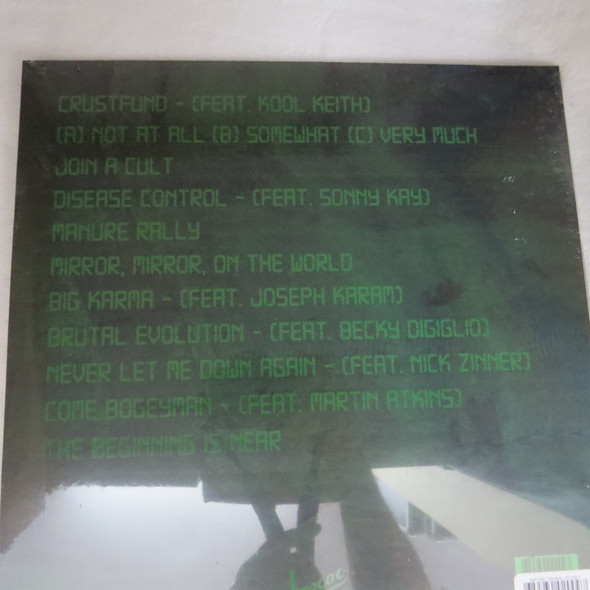 CRUSTFUND - (FEAT. KOOL KEITH)
(A) NOT AT ALL (B) SOMEWHAT (C) VERY MUCH
JOIN A CULT
DISEASE CONTROL - (FEAT. SONNY KAY)
MANURE RALLY
MIRROR, MIRROR, ON THE WORLD
BIG KARMA - (FEAT. JOSEPH KARAM)
BRUTAL EVOLUTION - (FEAT. BECKY DIGIGLIO)
NEVER LET ME DOWN AGAIN - (FEAT. NICK ZINNER)
COME BOGEYMAN - (FEAT. MARTIN ATKINS)
THE BEGINNING IS NEAR